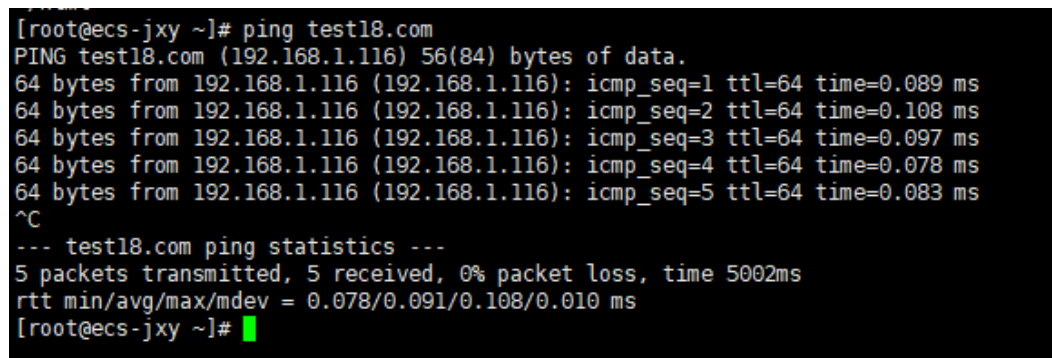 [root@ecs-jxy ~]# ping test18.com
PING test18.com (192.168.1.116) 56(84) bytes of data.
64 bytes from 192.168.1.116 (192.168.1.116): icmp_seq=1 ttl=64 time=0.089 ms
64 bytes from 192.168.1.116 (192.168.1.116): icmp_seq=2 ttl=64 time=0.108 ms
64 bytes from 192.168.1.116 (192.168.1.116): icmp_seq=3 ttl=64 time=0.097 ms
64 bytes from 192.168.1.116 (192.168.1.116): icmp_seq=4 ttl=64 time=0.078 ms
64 bytes from 192.168.1.116 (192.168.1.116): icmp_seq=5 ttl=64 time=0.083 ms
^C
--- test18.com ping statistics ---
5 packets transmitted, 5 received, 0% packet loss, time 5002ms
rtt min/avg/max/mdev = 0.078/0.091/0.108/0.010 ms
[root@ecs-jxy ~]#